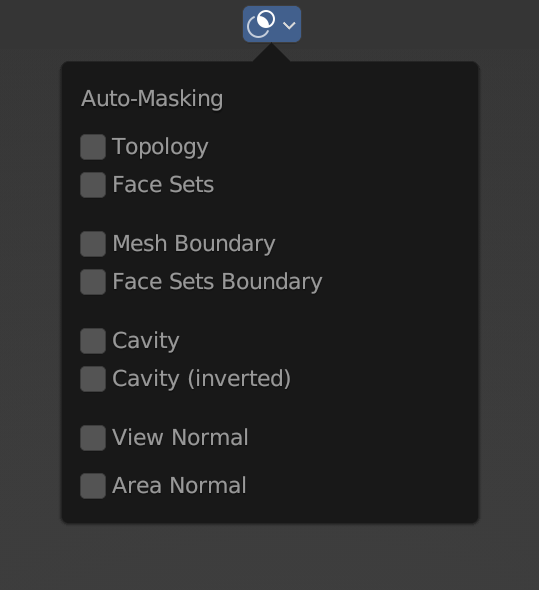 Auto-Masking
Topology
Face Sets
Mesh Boundary
Face Sets Boundary
Cavity
Cavity (inverted)
View Normal
Area Normal